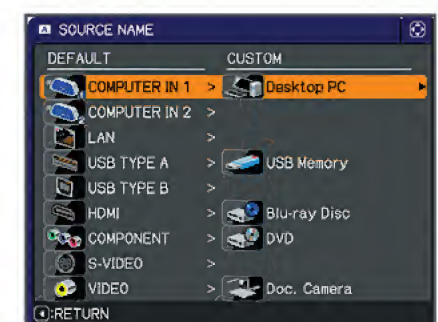 A SOURCE NAME
DEFAULT CUSTOM
COMPUTER IN 1 > Desktop PC
COMPUTER IN 2 >
LAN >
USB TYPE A > USB Memory
USB TYPE B >
HDMI > Blu-ray Disc
COMPONENT > DVD
S-VIDEO >
VIDEO > Doc. Camera
:RETURN